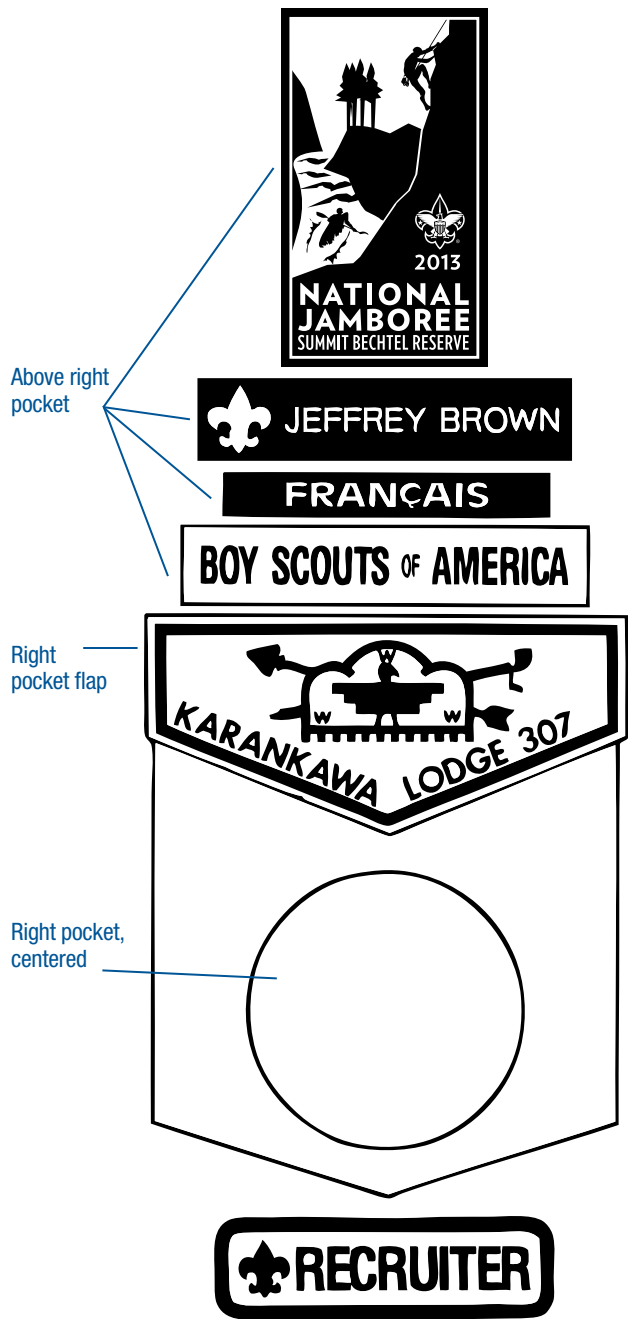 2013
NATIONAL
JAMBOREE
SUMMIT BECHTEL RESERVE
Above right
pocket
JEFFREY BROWN
FRANÇAIS
BOY SCOUTS OF AMERICA
Right
pocket flap
W
W W
KARANKAWA LODGE 307
Right pocket,
centered
RECRUITER